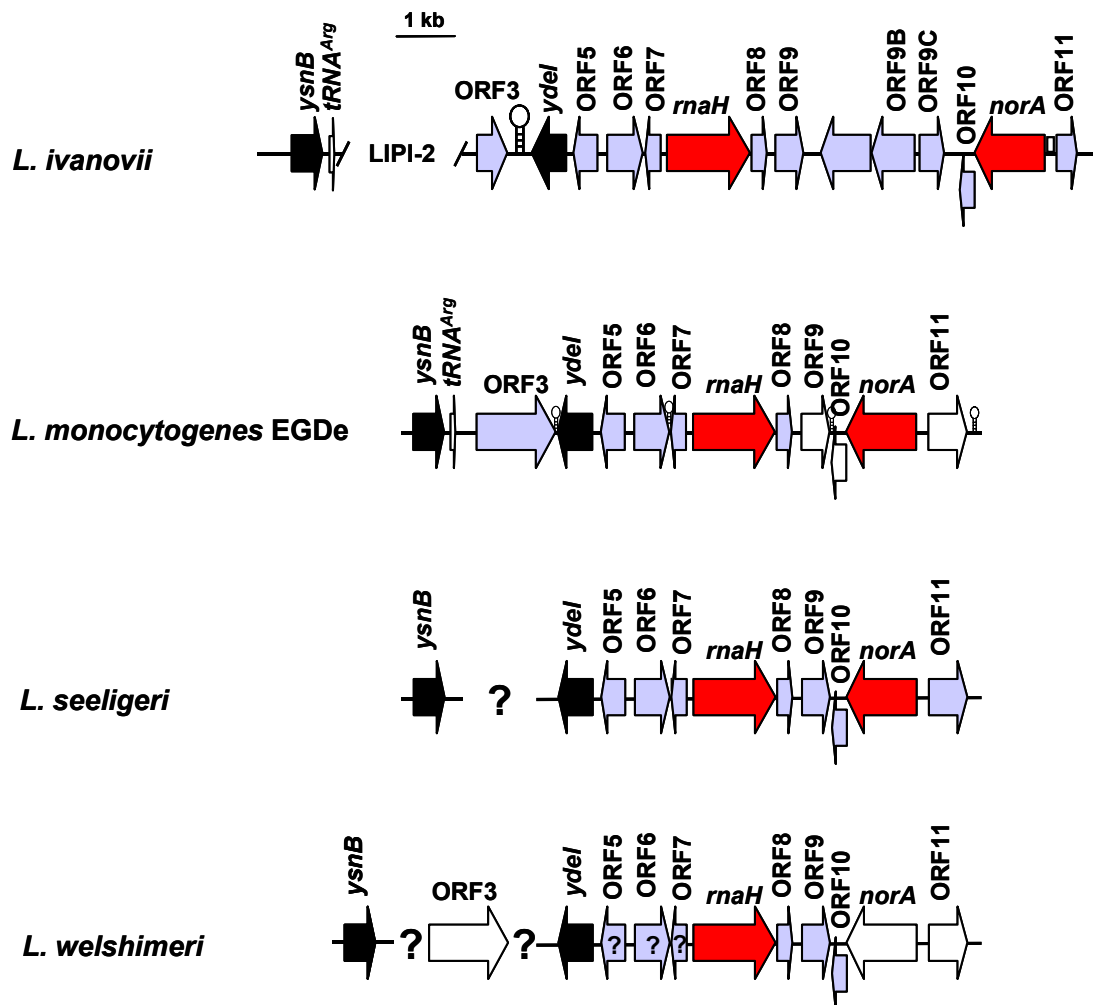 1 kb
ysnB tRNAArg ORF3 ydeI ORF5 ORF6 ORF7 rnaH ORF8 ORF9 ORF9B ORF9C ORF10 norA ORF11
L. ivanovii LIPI-2
ysnB tRNAArg ORF3 ydeI ORF5 ORF6 ORF7 rnaH ORF8 ORF9 ORF10 norA ORF11
L. monocytogenes EGDe
ysnB ydeI ORF5 ORF6 ORF7 rnaH ORF8 ORF9 ORF10 norA ORF11
L. seeligeri ?
ysnB ORF3 ydeI ORF5 ORF6 ORF7 rnaH ORF8 ORF9 ORF10 norA ORF11
L. welshimeri ? ? ? ? ?